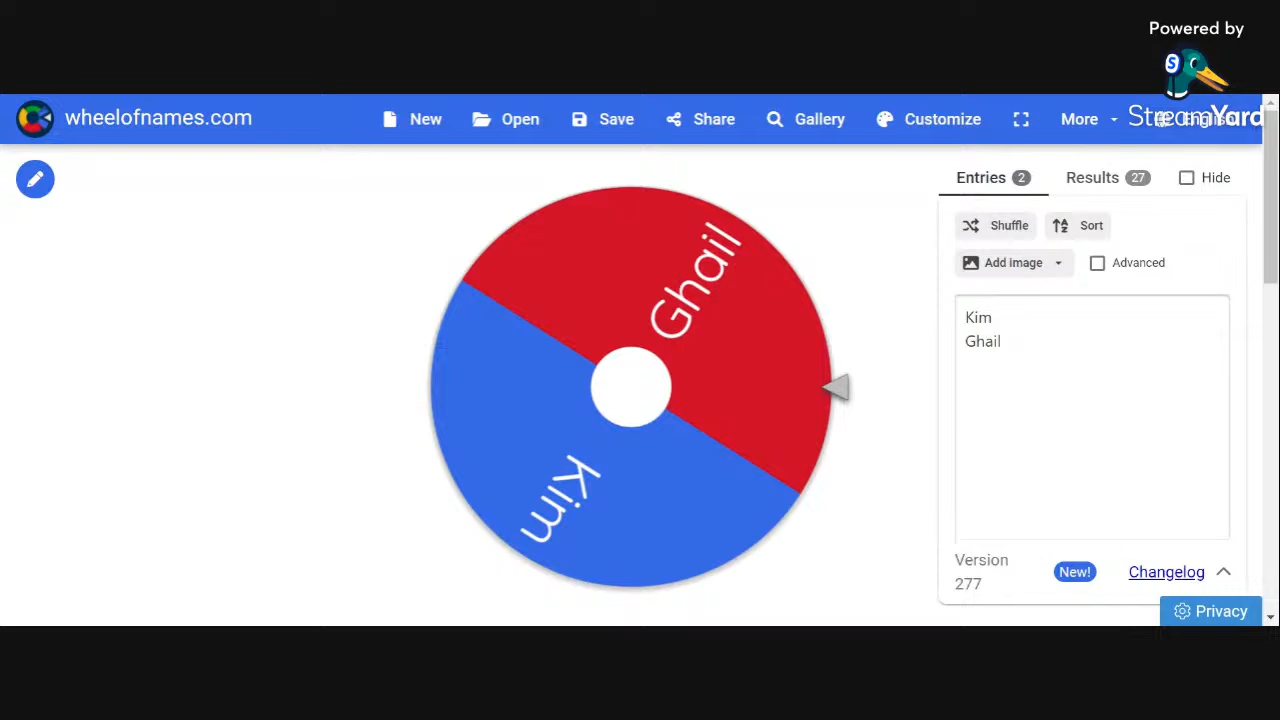 Powered by
StreamYard
wheelofnames.com
New
Open
Save
Share
Gallery
Customize
More
Entries 2
Results 27
Hide
Shuffle
Sort
Add image
Advanced
Kim
Ghail
Ghail
Kim
Version
277
New!
Changelog
Privacy